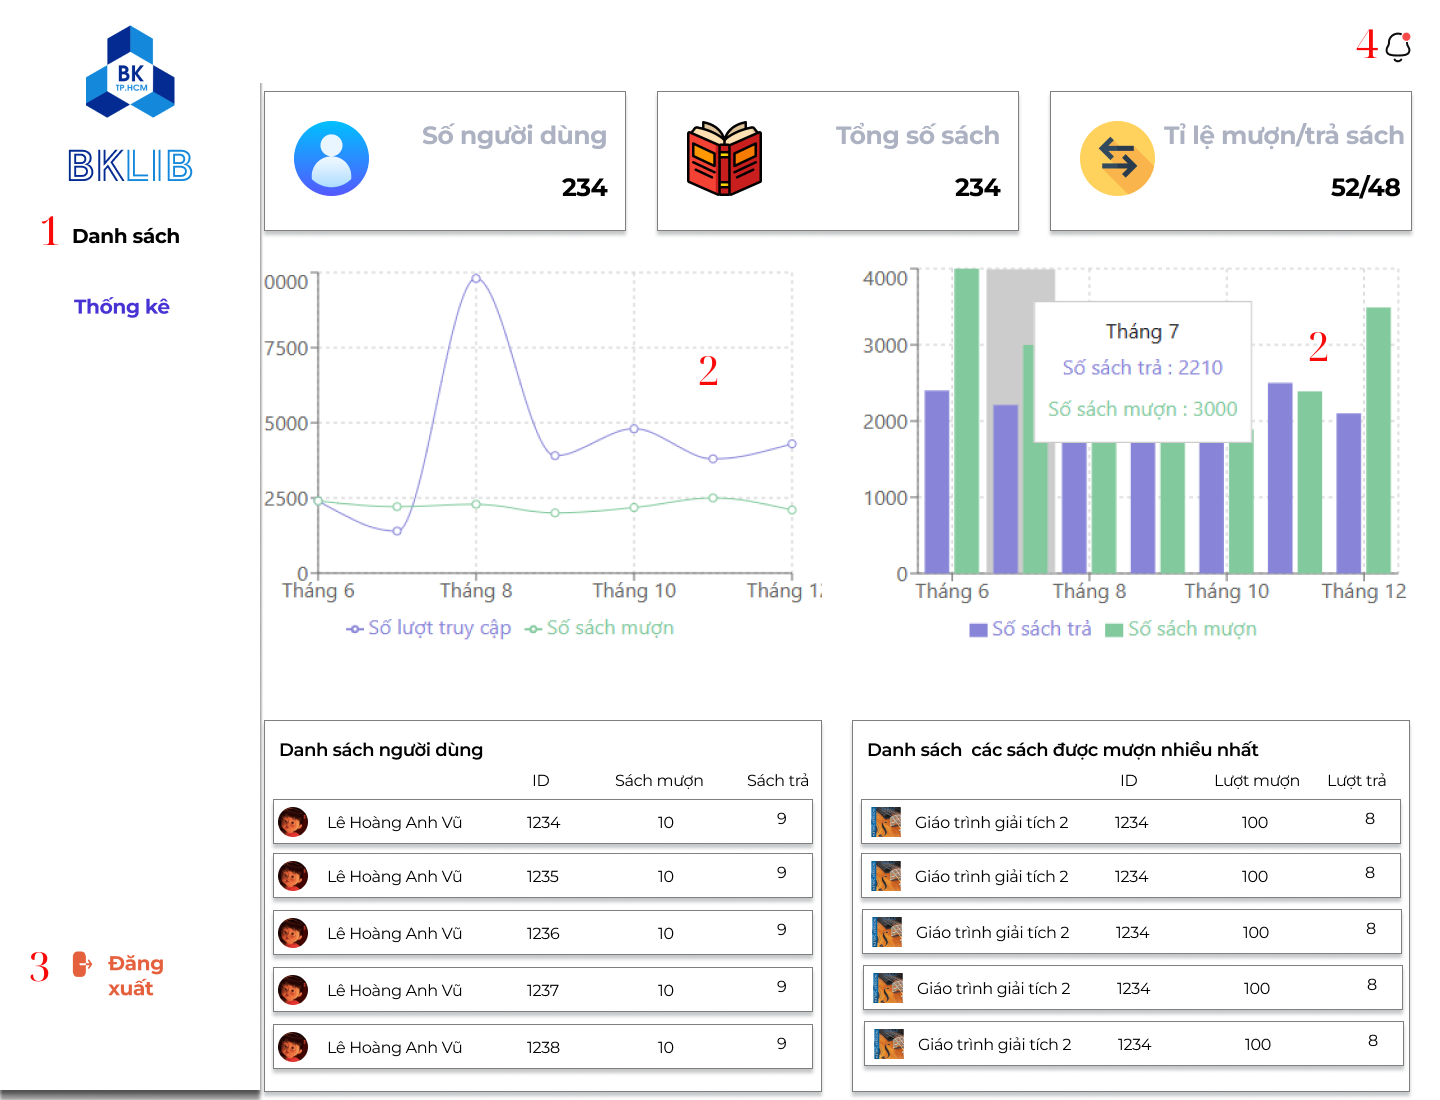 BK
TP.HCM
BKLIB
1 Danh sách
Thống kê
3 Đăng
xuất
4
Số người dùng
234
Tổng số sách
234
Tỉ lệ mượn/trả sách
52/48
0000
7500
5000
2500
0
2
Tháng 6 Tháng 8 Tháng 10 Tháng 1
Số lượt truy cập Số sách mượn
4000
3000
2000
1000
0
Tháng 7
Số sách trả : 2210
Số sách mượn : 3000
2
Tháng 6 Tháng 8 Tháng 10 Tháng 12
Số sách trả Số sách mượn
Danh sách người dùng
ID Sách mượn Sách trả
Lê Hoàng Anh Vũ 1234 10 9
Lê Hoàng Anh Vũ 1235 10 9
Lê Hoàng Anh Vũ 1236 10 9
Lê Hoàng Anh Vũ 1237 10 9
Lê Hoàng Anh Vũ 1238 10 9
Danh sách các sách được mượn nhiều nhất
ID Lượt mượn Lượt trả
Giáo trình giải tích 2 1234 100 8
Giáo trình giải tích 2 1234 100 8
Giáo trình giải tích 2 1234 100 8
Giáo trình giải tích 2 1234 100 8
Giáo trình giải tích 2 1234 100 8